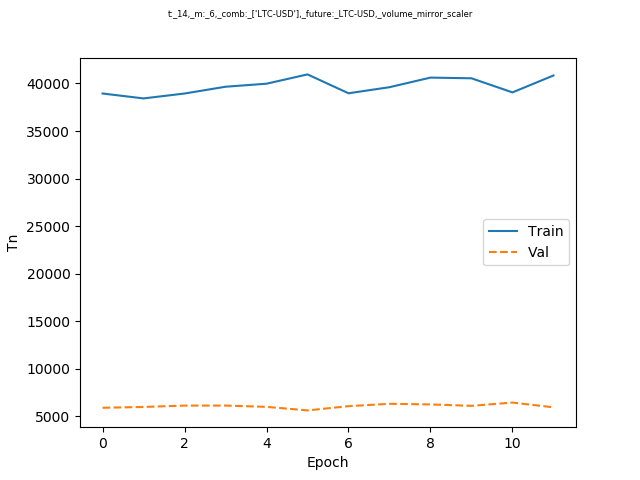 t:_14,_m:_6,_comb:_['LTC-USD'],_future:_LTC-USD,_volume_mirror_scaler
40000
35000
30000
25000
20000
15000
10000
5000
Tn
Train
Val
0 2 4 6 8 10
Epoch